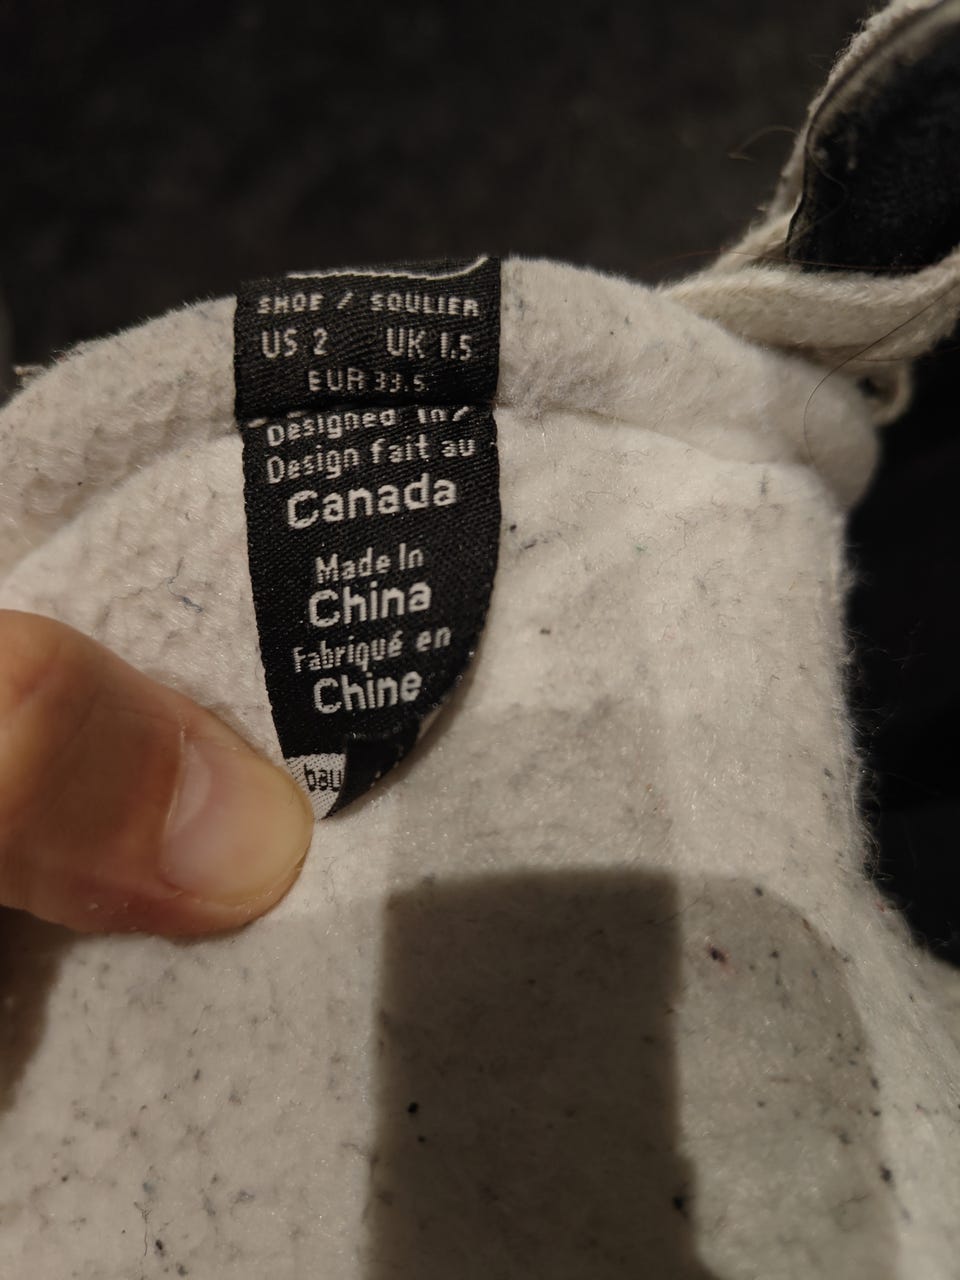 SHOE / SOULIER
US 2 UK 1.5
EUR 33.5
Designed in/
Design fait au
Canada
Made In
China
Fabriqué en
Chine
bau